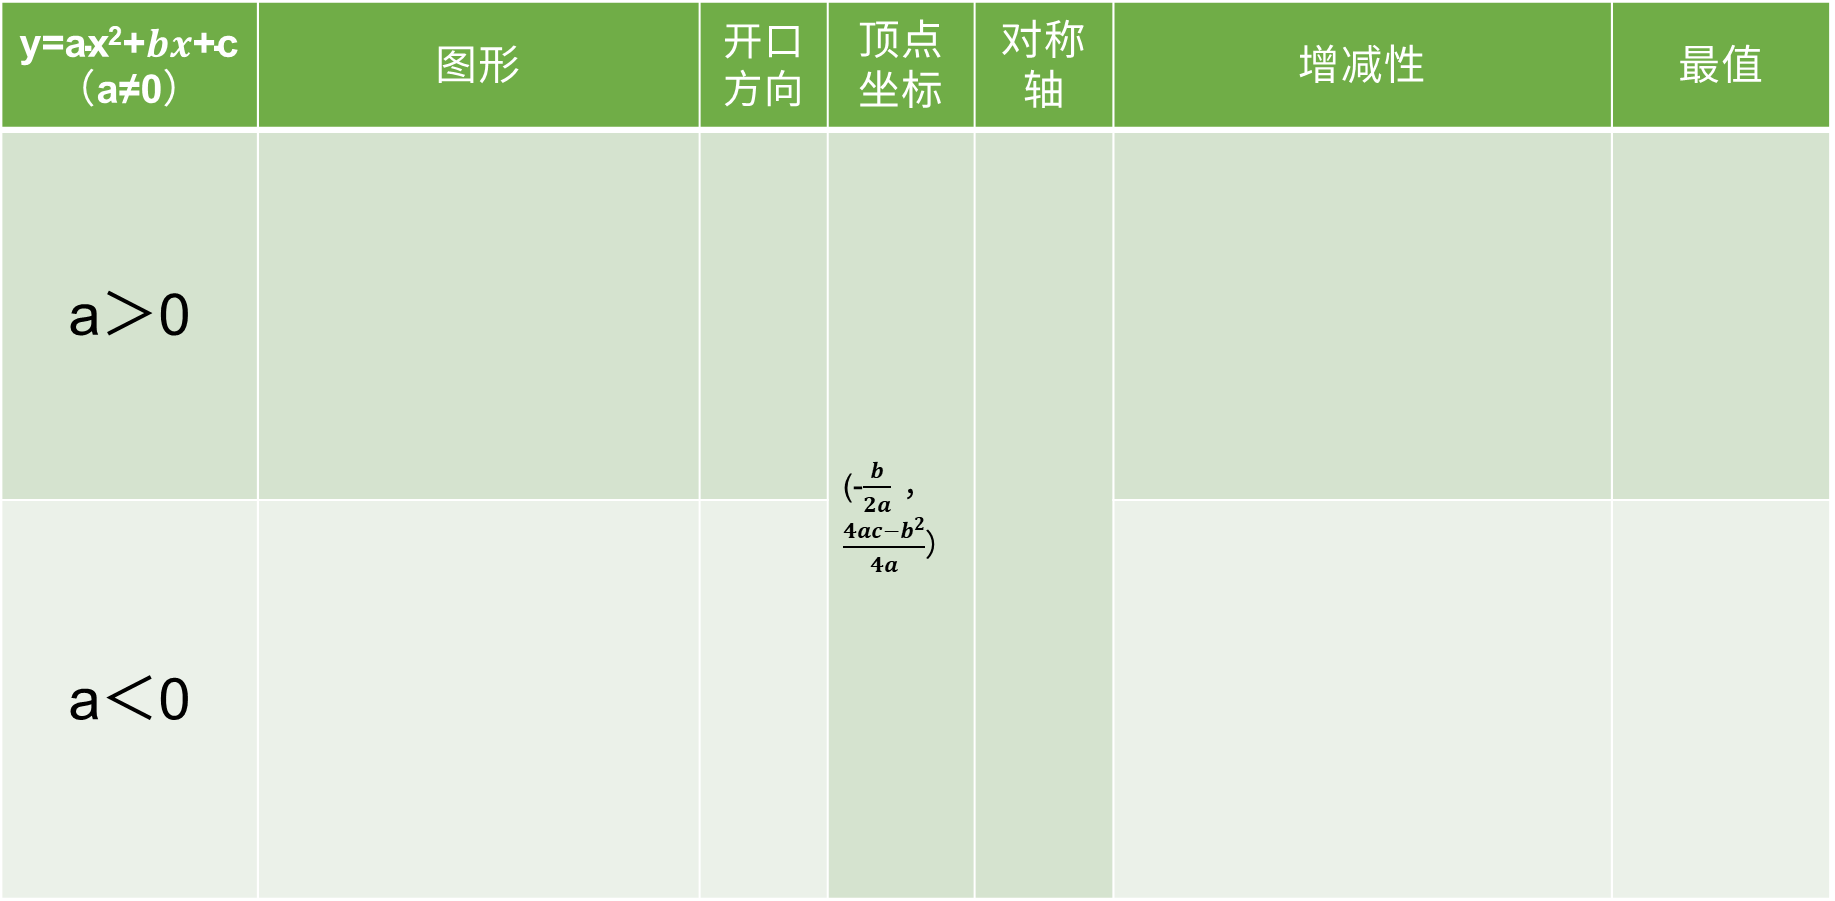 y=ax²+bx+c
（a≠0）
图形
开口
方向
顶点
坐标
对称
轴
增减性
最值
a＞0
(-b/2a，
(4ac−b²)/4a）
a＜0